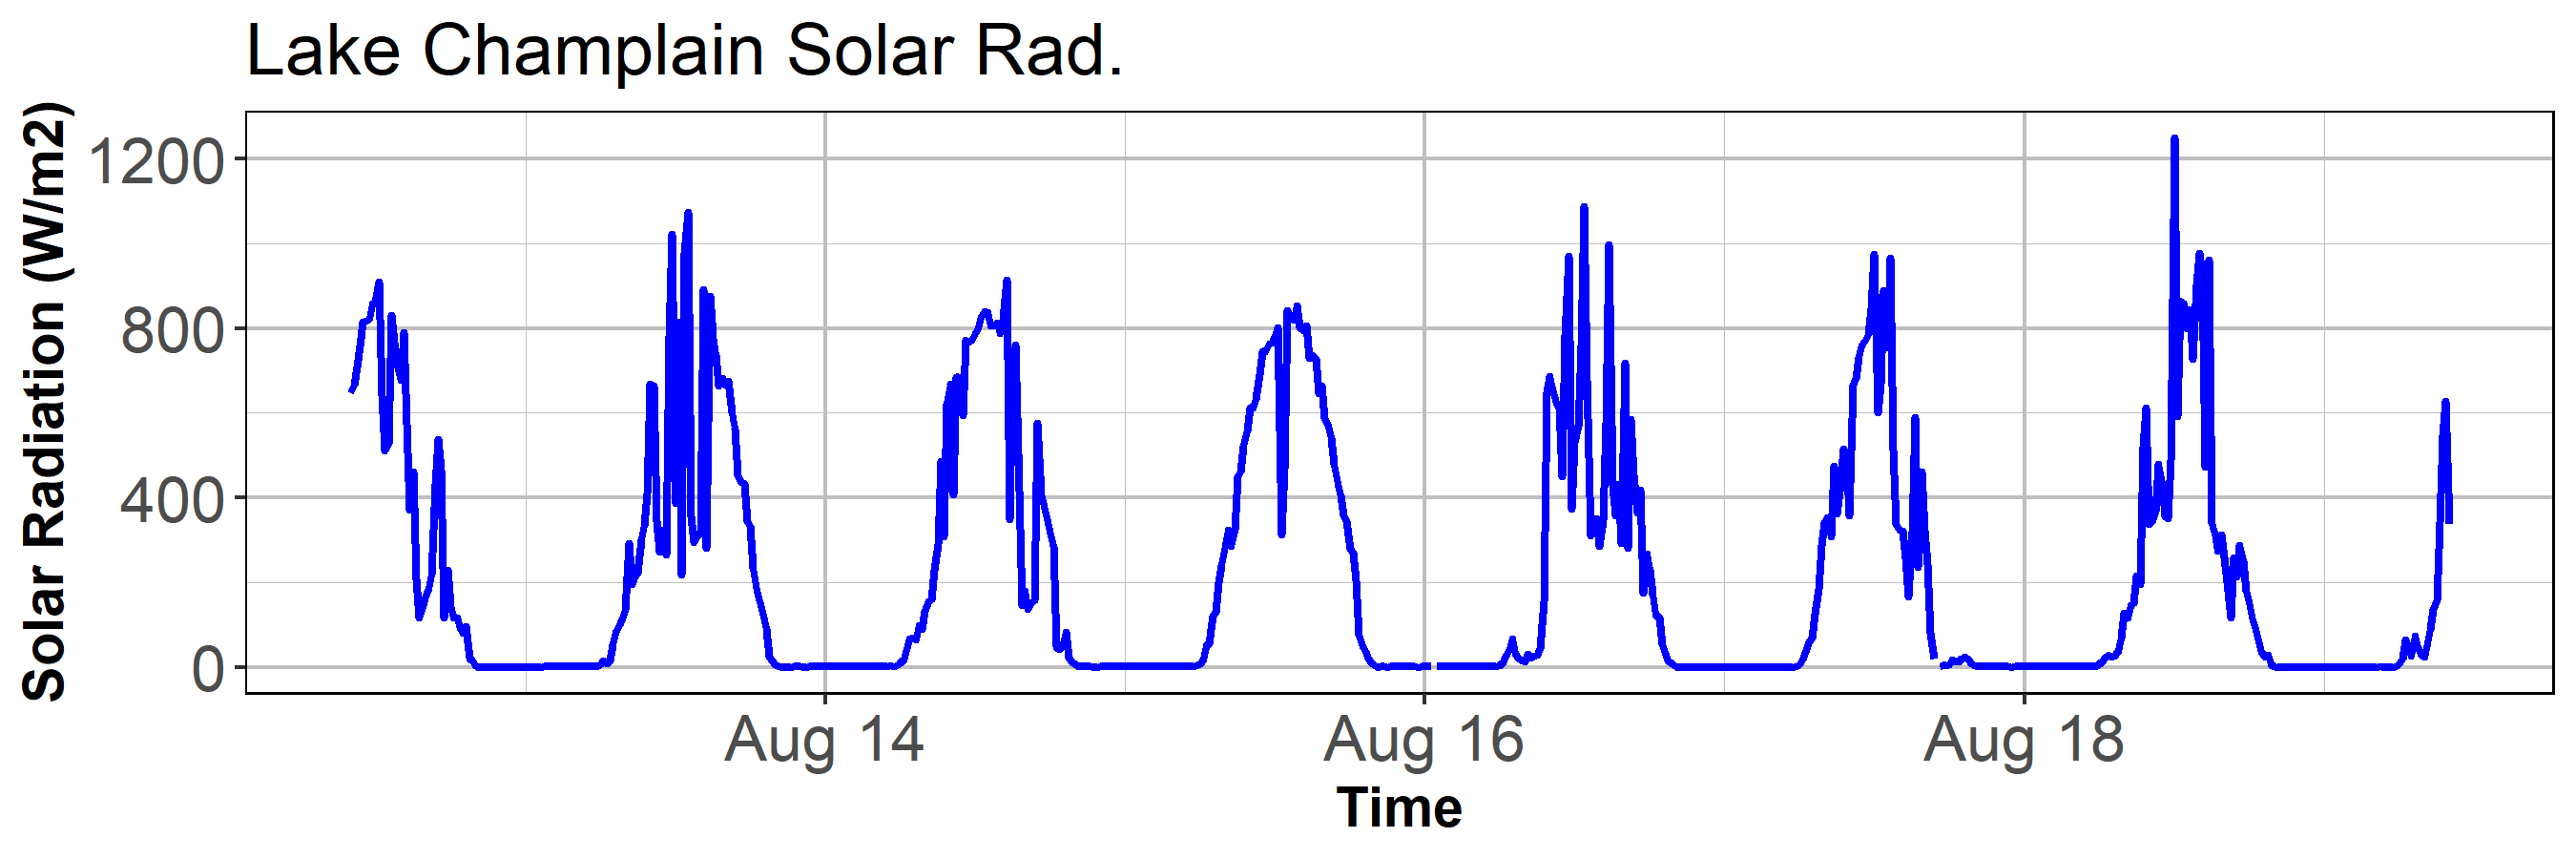 Lake Champlain Solar Rad.
Solar Radiation (W/m2)
1200
800
400
0
Aug 14
Aug 16
Aug 18
Time